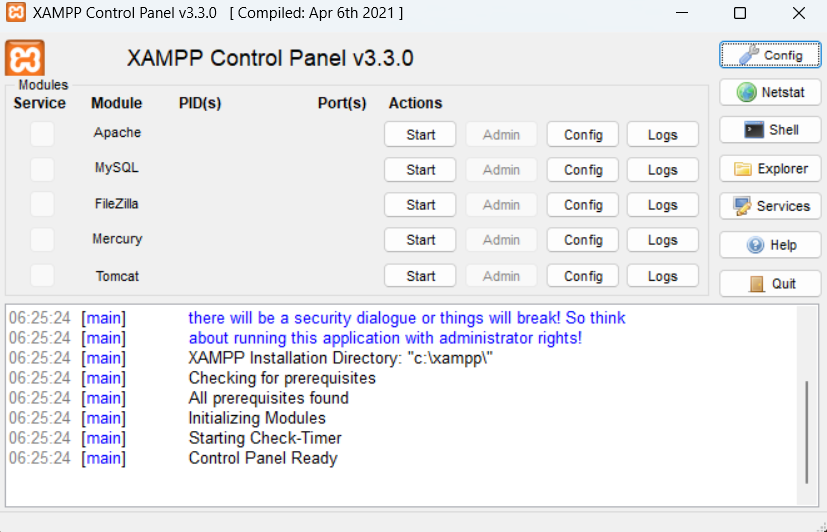 XAMPP Control Panel v3.3.0 [ Compiled: Apr 6th 2021 ]
XAMPP Control Panel v3.3.0
Config
Modules
Service Module PID(s) Port(s) Actions
Netstat
Apache Start Admin Config Logs
Shell
MySQL Start Admin Config Logs
Explorer
FileZilla Start Admin Config Logs
Services
Mercury Start Admin Config Logs
Help
Tomcat Start Admin Config Logs
Quit
06:25:24 [main] there will be a security dialogue or things will break! So think
06:25:24 [main] about running this application with administrator rights!
06:25:24 [main] XAMPP Installation Directory: "c:\xampp\"
06:25:24 [main] Checking for prerequisites
06:25:24 [main] All prerequisites found
06:25:24 [main] Initializing Modules
06:25:24 [main] Starting Check-Timer
06:25:24 [main] Control Panel Ready